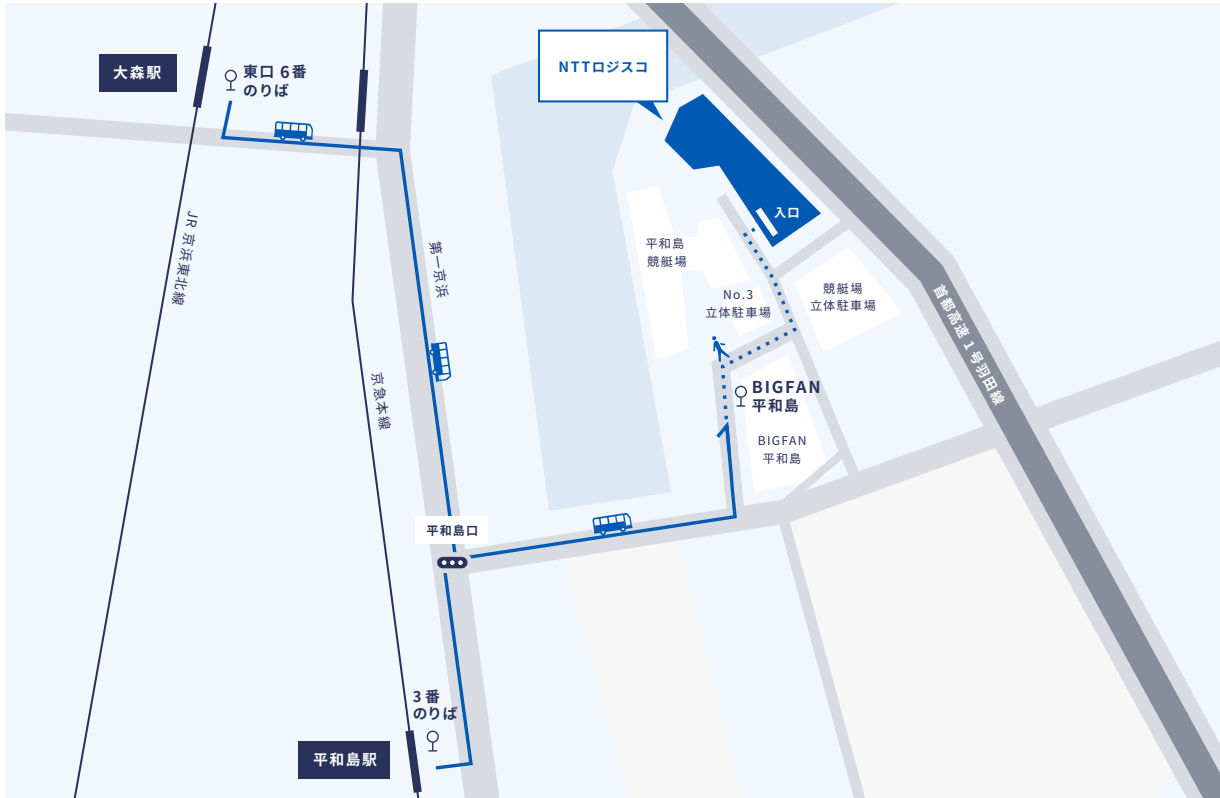 大森駅
東口 6番
のりば
NTTロジスコ
入口
JR 京浜東北線
第一京浜
平和島
競艇場
No.3
立体駐車場
競艇場
立体駐車場
首都高速 1 号羽田線
京急本線
BIGFAN
平和島
BIGFAN
平和島
平和島口
3 番
のりば
平和島駅